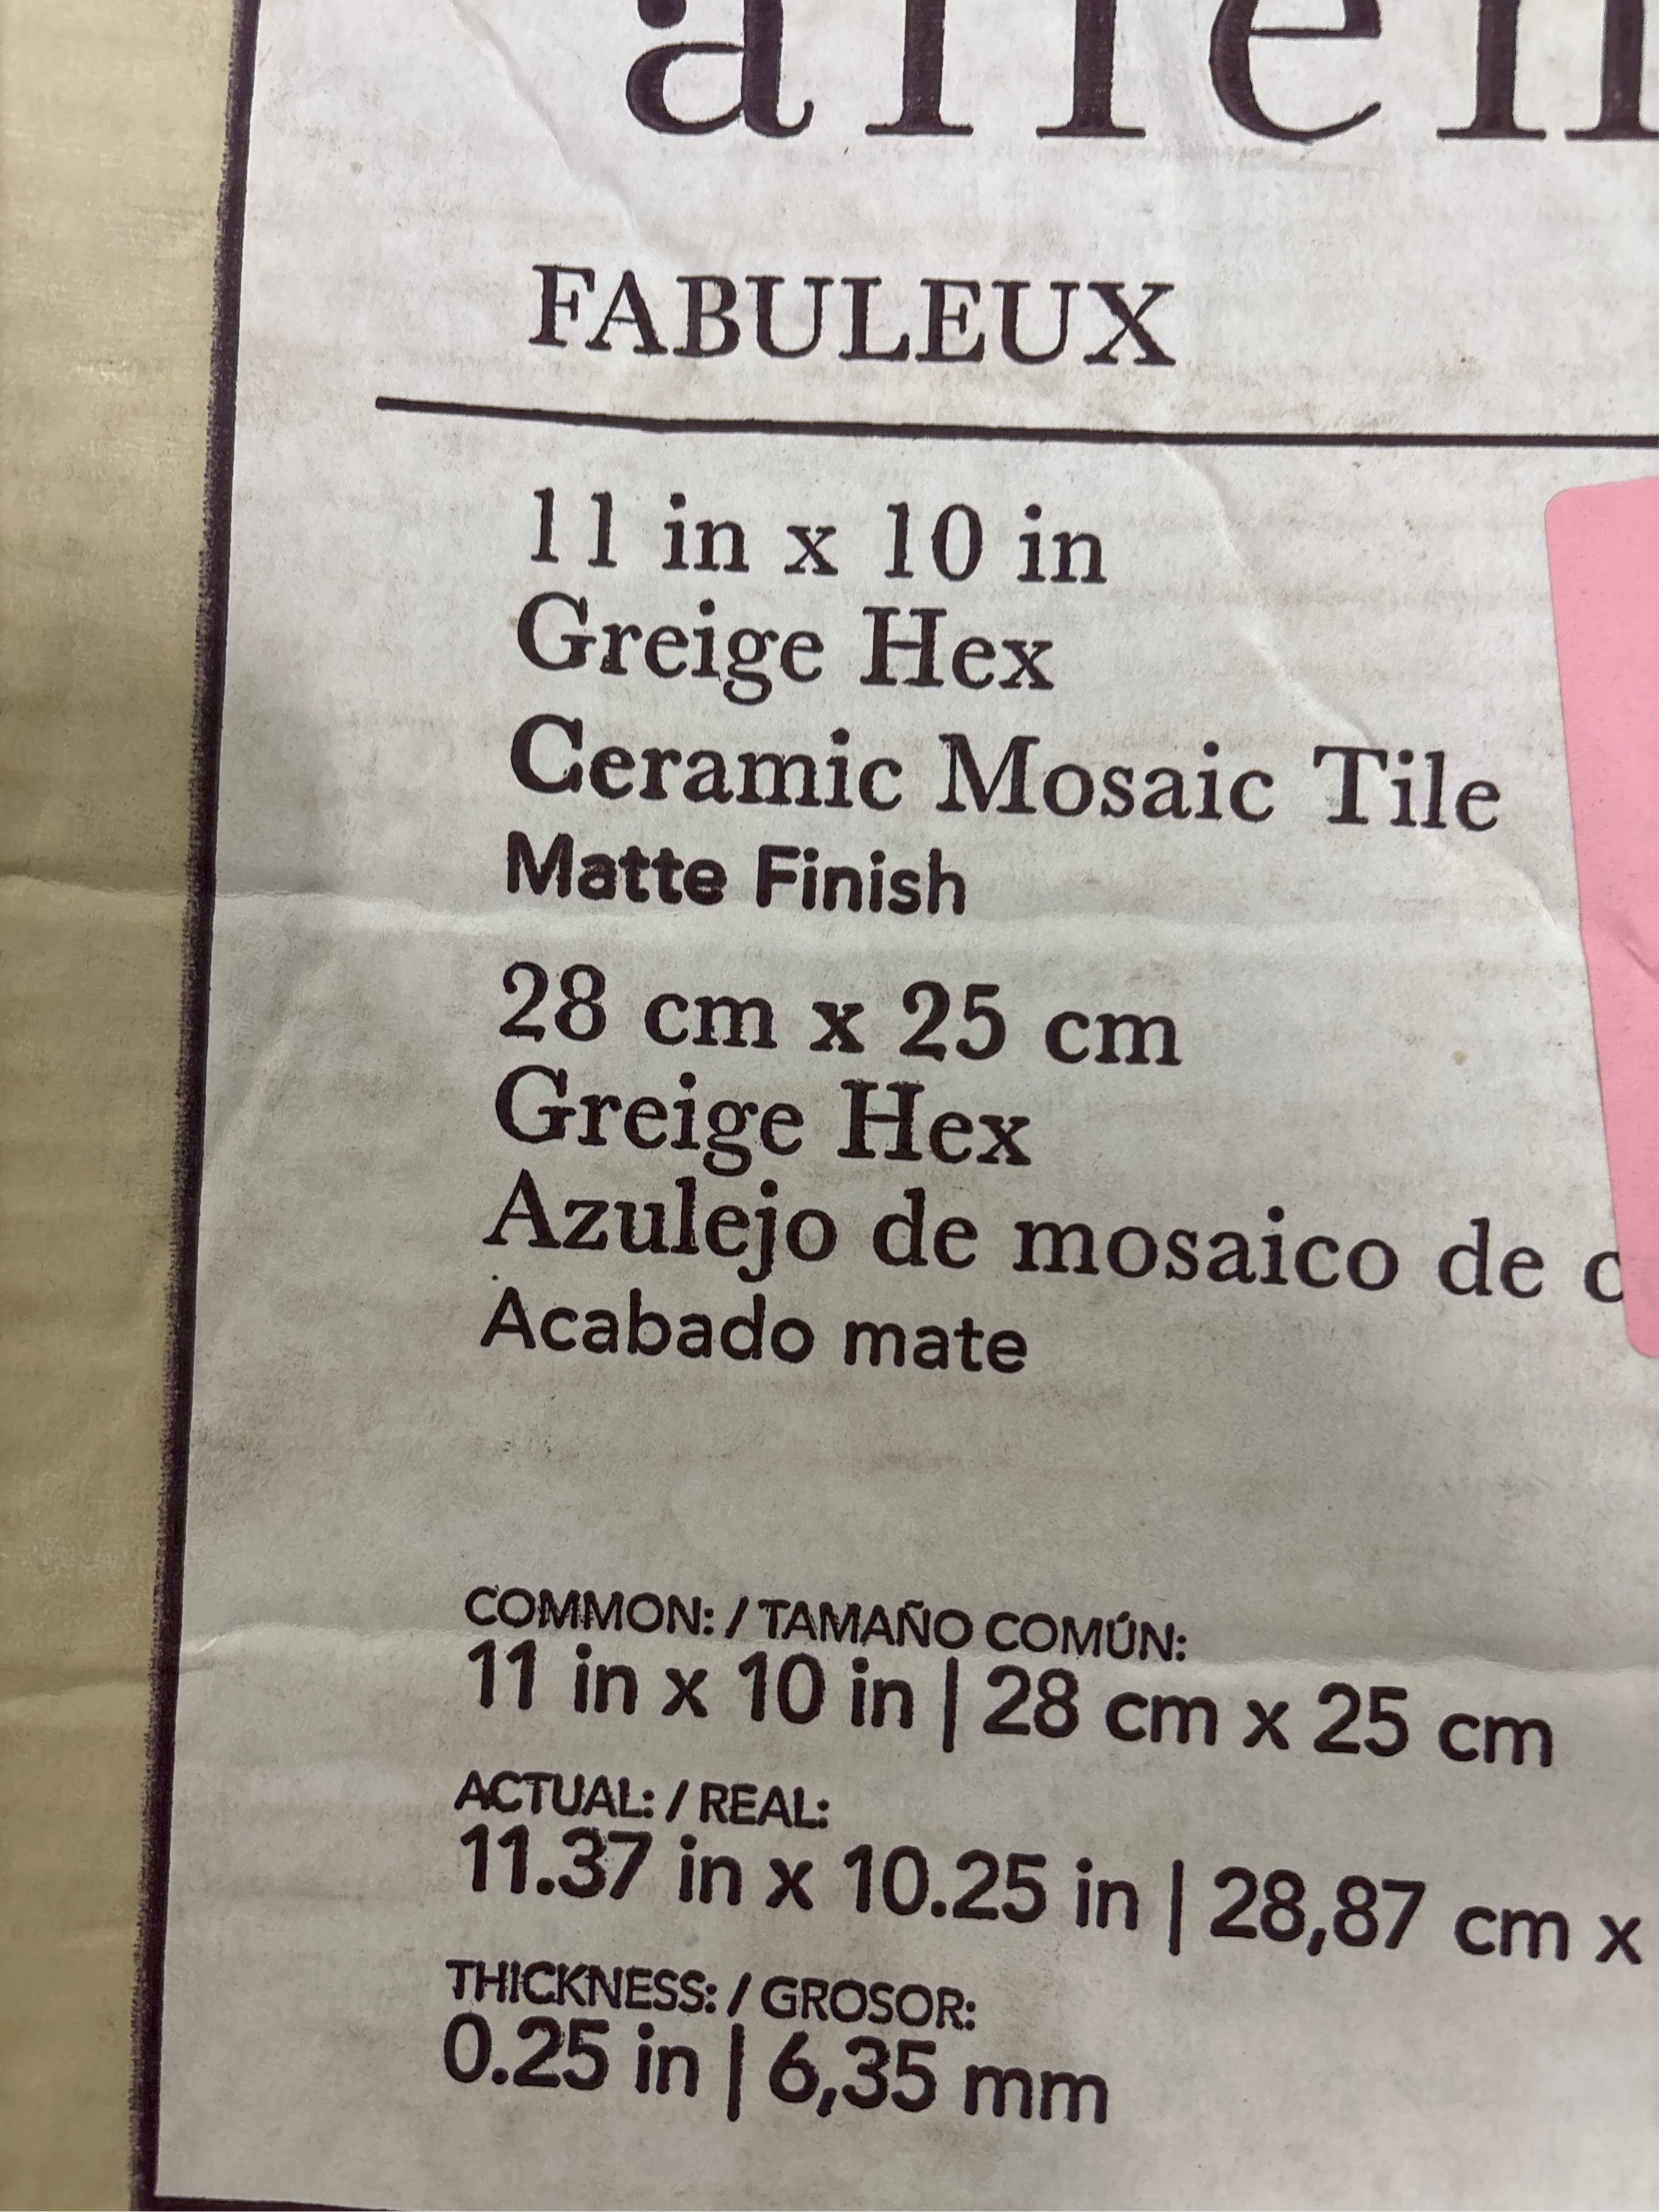 allen
FABULEUX
11 in x 10 in
Greige Hex
Ceramic Mosaic Tile
Matte Finish
28 cm x 25 cm
Greige Hex
Azulejo de mosaico de
Acabado mate
COMMON: / TAMAÑO COMÚN:
11 in x 10 in | 28 cm x 25 cm
ACTUAL: / REAL:
11.37 in x 10.25 in | 28,87 cm x
THICKNESS: / GROSOR:
0.25 in | 6,35 mm